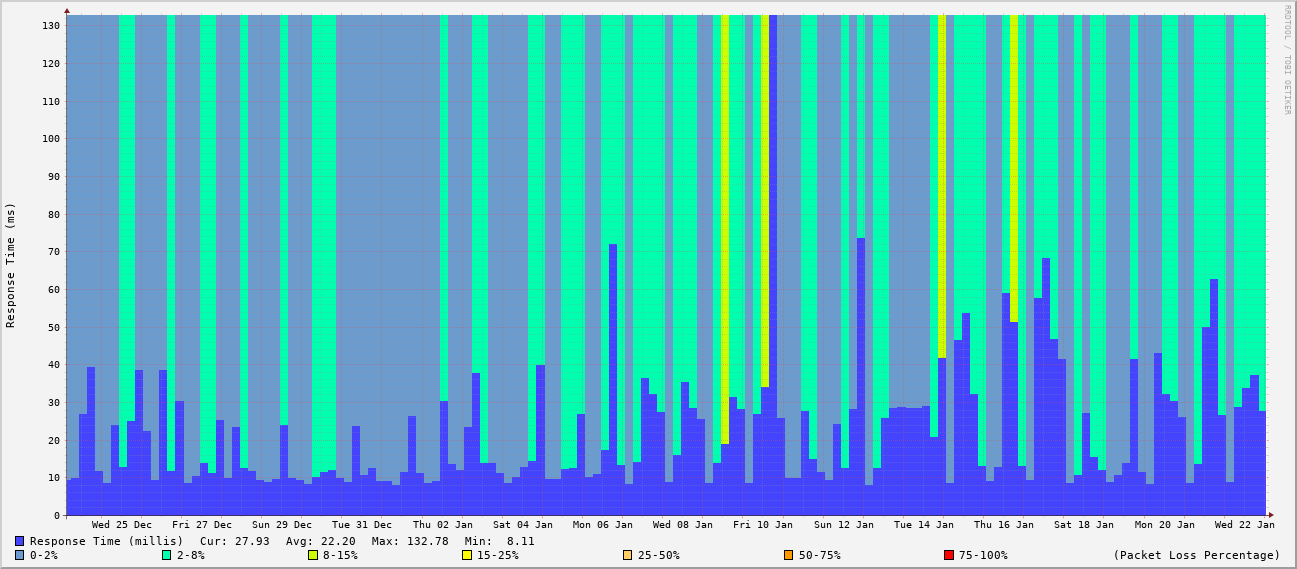 RRDTOOL / TOBI OETIKER
Response Time (ms)
130
120
110
100
90
80
70
60
50
40
30
20
10
0
Wed 25 Dec Fri 27 Dec Sun 29 Dec Tue 31 Dec Thu 02 Jan Sat 04 Jan Mon 06 Jan Wed 08 Jan Fri 10 Jan Sun 12 Jan Tue 14 Jan Thu 16 Jan Sat 18 Jan Mon 20 Jan Wed 22 Jan
Response Time (millis) Cur: 27.93 Avg: 22.20 Max: 132.78 Min: 8.11
0-2% 2-8% 8-15% 15-25% 25-50% 50-75% 75-100% (Packet Loss Percentage)